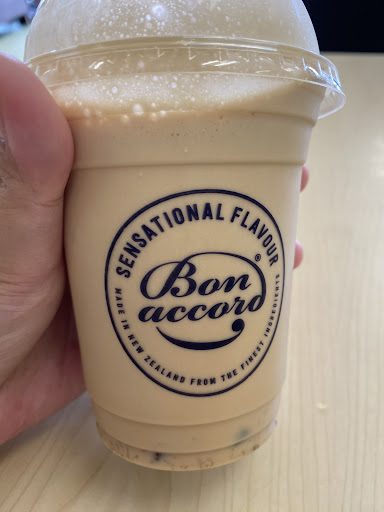 SENSATIONAL FLAVOUR
Bon
accord®
MADE IN NEW ZEALAND FROM THE FINEST INGREDIENTS